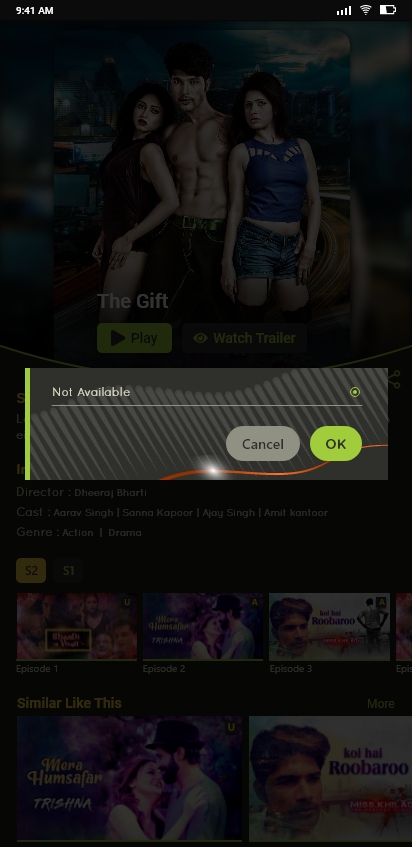 9:41 AM
The Gift
Play
Watch Trailer
Not Available
Cancel
OK
Director : Dheeraj Bharti
Cast : Aarav Singh | Sanna Kapoor | Ajay Singh | Amit kantoor
Genre : Action | Drama
S2
S1
U
A
A
Mera
Humsafar
TRISHNA
koi hai
Roobaroo
Episode 1
Episode 2
Episode 3
Similar Like This
More
U
Mera
Humsafar
TRISHNA
koi hai
Roobaroo